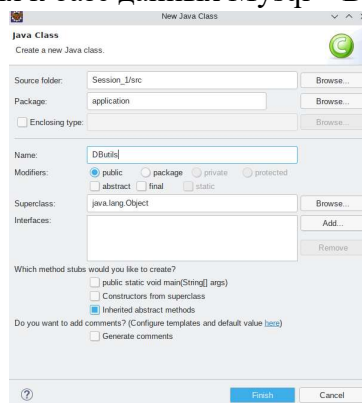 к базе данных
New Java Class
Java Class
Create a new Java class.
Source folder: Session_1/src Browse...
Package: application Browse...
Enclosing type: Browse...
Name: DButils
Modifiers: public package private protected
abstract final static
Superclass: java.lang.Object Browse...
Interfaces: Add...
Remove
Which method stubs would you like to create?
public static void main(String[] args)
Constructors from superclass
Inherited abstract methods
Do you want to add comments? (Configure templates and default value here)
Generate comments
? Finish Cancel